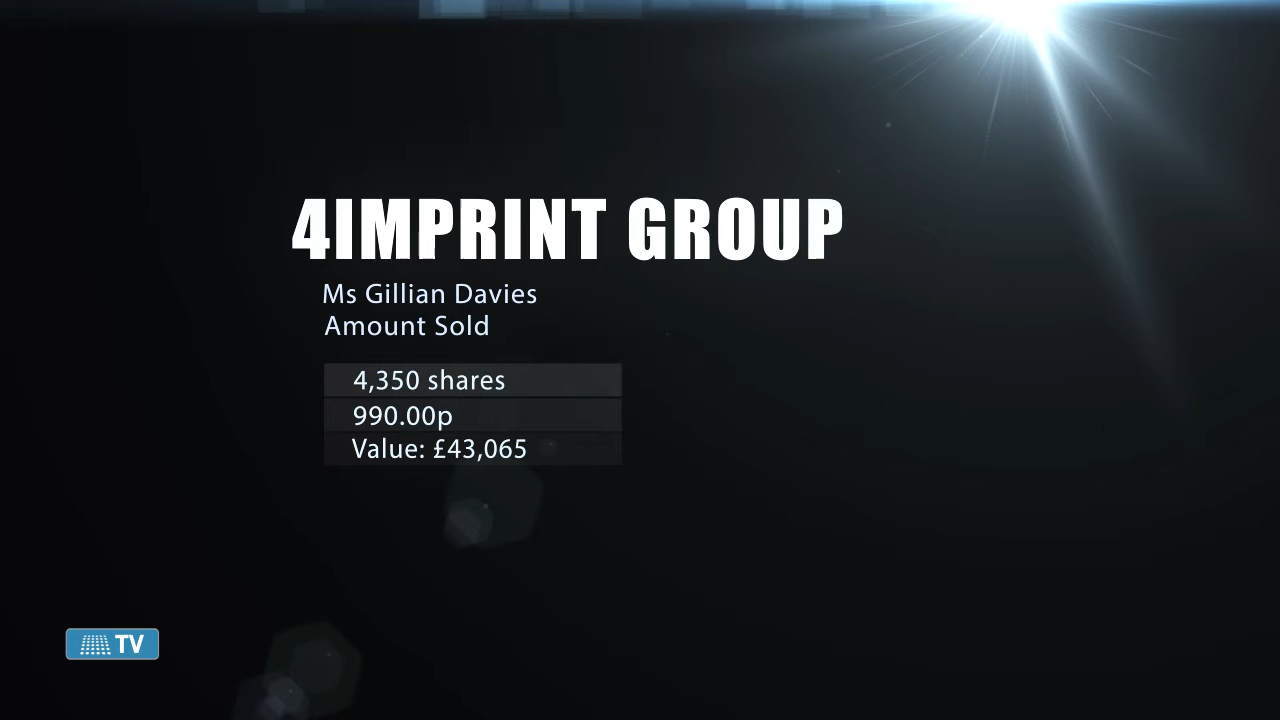 4IMPRINT GROUP
Ms Gillian Davies
Amount Sold
4,350 shares
990.00p
Value: £43,065
TV